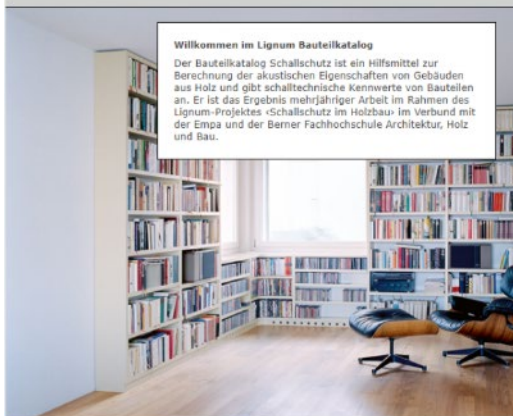 Willkommen im Lignum Bauteilkatalog
Der Bauteilkatalog Schallschutz ist ein Hilfsmittel zur
Berechnung der akustischen Eigenschaften von Gebäuden
aus Holz und gibt schalltechnische Kennwerte von Bauteilen
an. Er ist das Ergebnis mehrjähriger Arbeit im Rahmen des
Lignum-Projektes ‹Schallschutz im Holzbau› im Verbund mit
der Empa und der Berner Fachhochschule Architektur, Holz
und Bau.